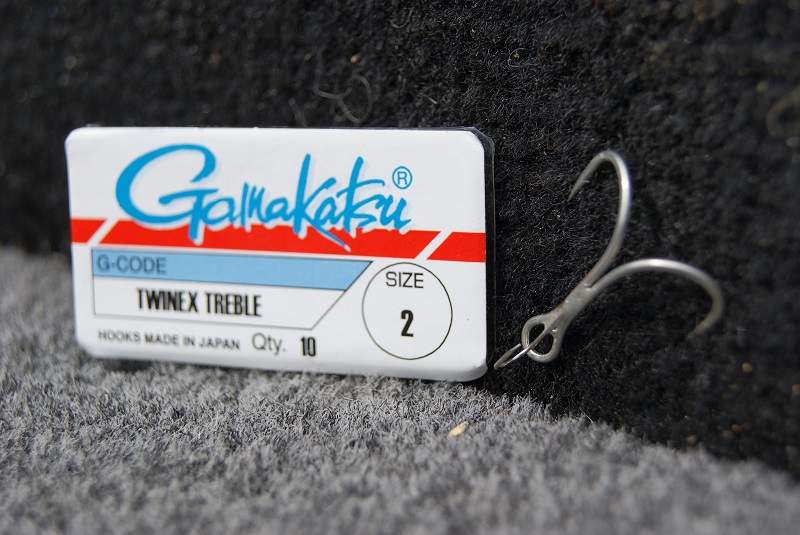 Gamakatsu®
G-CODE
TWINEX TREBLE
SIZE
2
HOOKS MADE IN JAPAN Qty. 10